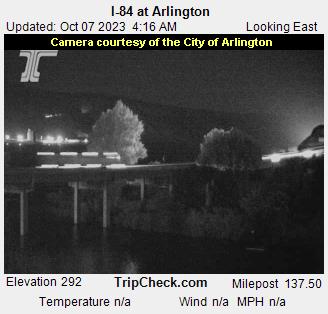 I-84 at Arlington
Updated: Oct 07 2023 4:16 AM Looking East
Camera courtesy of the City of Arlington
Elevation 292 TripCheck.com Milepost 137.50
Temperature n/a Wind n/a MPH n/a